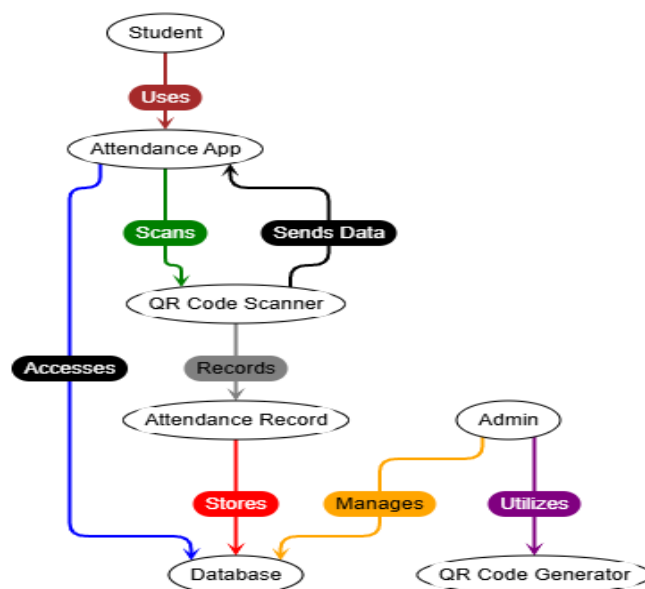 Student
Uses
Attendance App
Scans
Sends Data
QR Code Scanner
Accesses
Records
Attendance Record
Admin
Stores
Manages
Utilizes
Database
QR Code Generator